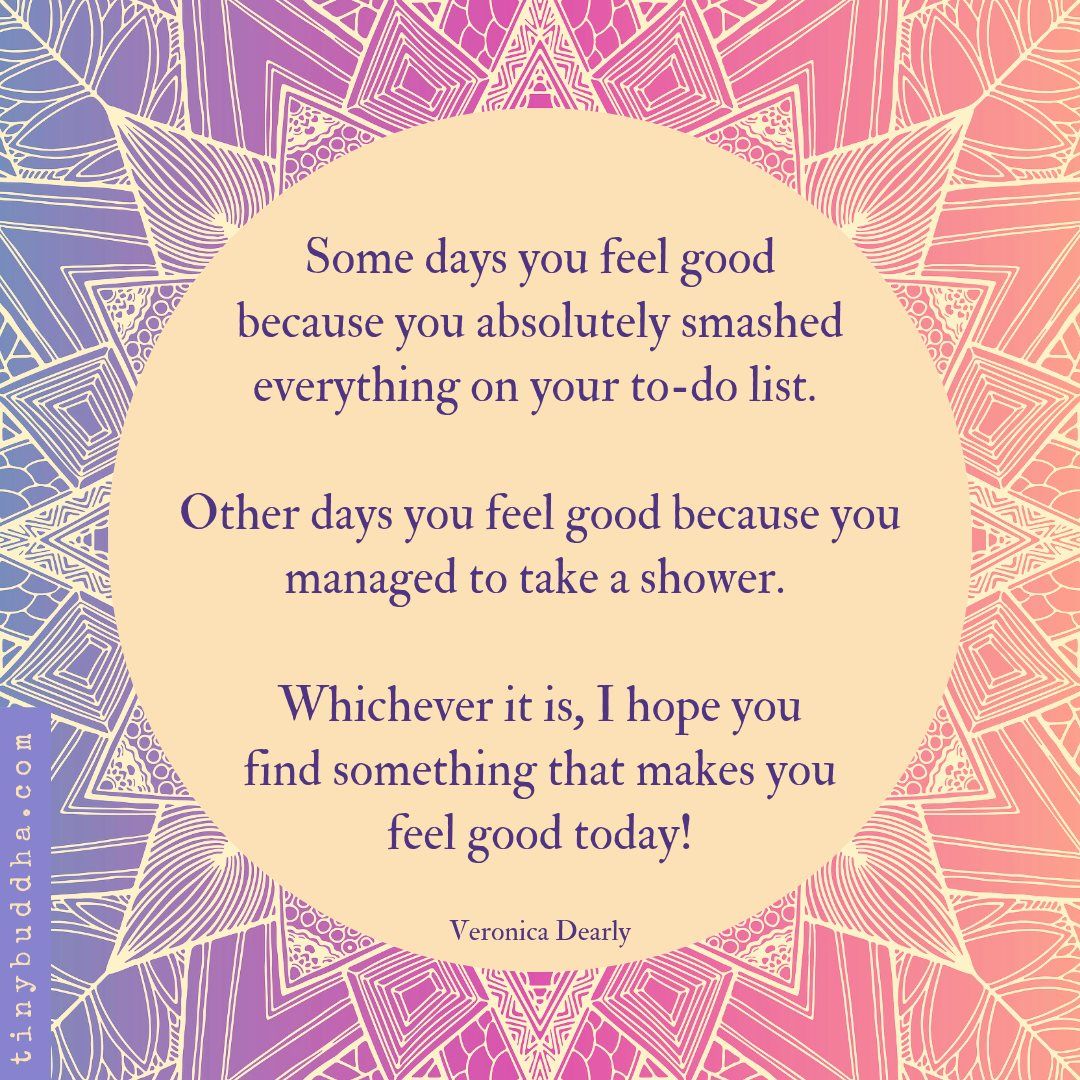 Some days you feel good
because you absolutely smashed
everything on your to-do list.
Other days you feel good because you
managed to take a shower.
Whichever it is, I hope you
find something that makes you
feel good today!
Veronica Dearly
tinybuddha.com